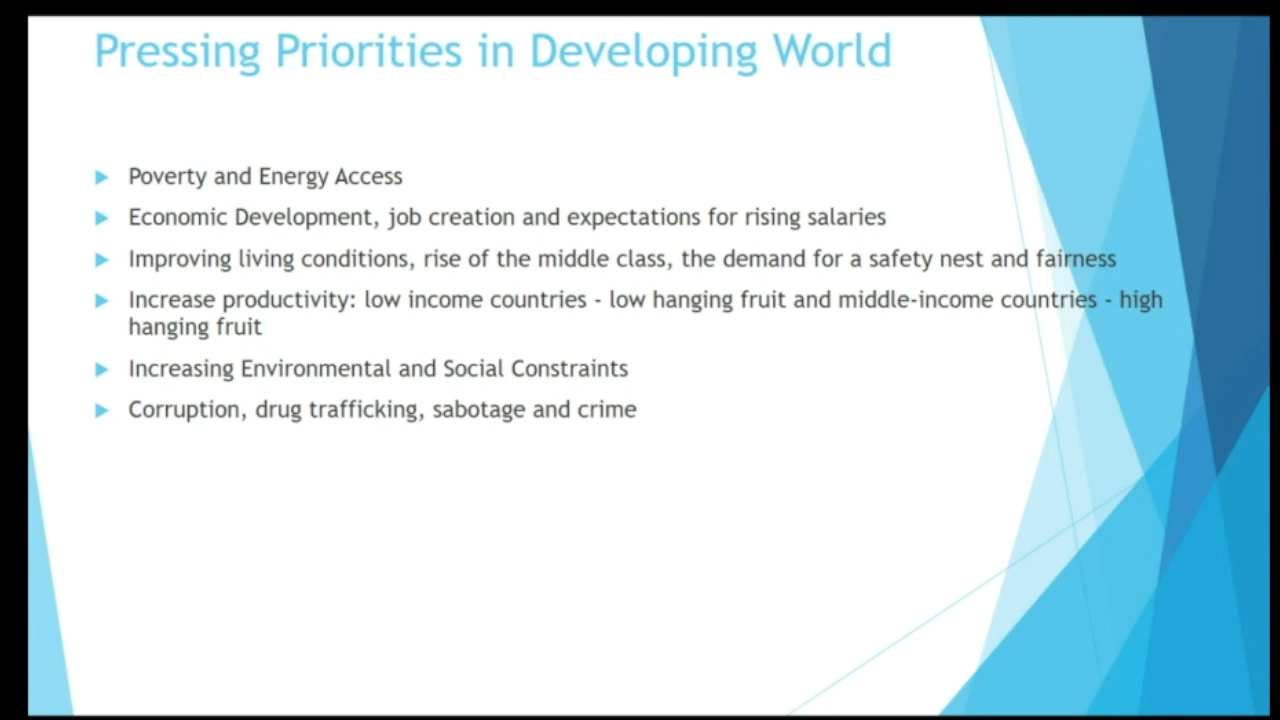 Pressing Priorities in Developing World
Poverty and Energy Access
Economic Development, job creation and expectations for rising salaries
Improving living conditions, rise of the middle class, the demand for a safety nest and fairness
Increase productivity: low income countries - low hanging fruit and middle-income countries - high
hanging fruit
Increasing Environmental and Social Constraints
Corruption, drug trafficking, sabotage and crime